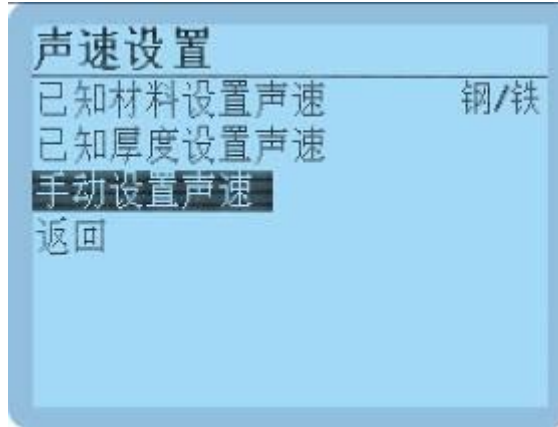 声速设置
已知材料设置声速 钢/铁
已知厚度设置声速
手动设置声速
返回